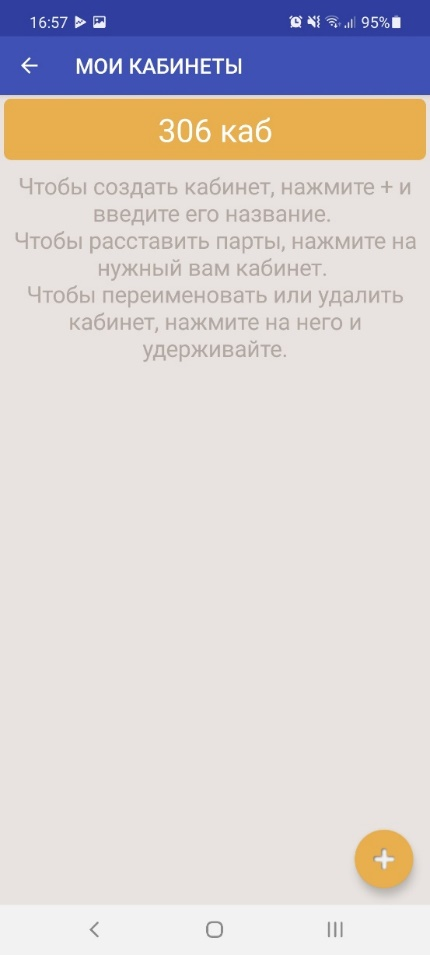 16:57 95%
МОИ КАБИНЕТЫ
306 каб
Чтобы создать кабинет, нажмите + и
введите его название.
Чтобы расставить парты, нажмите на
нужный вам кабинет.
Чтобы переименовать или удалить
кабинет, нажмите на него и
удерживайте.